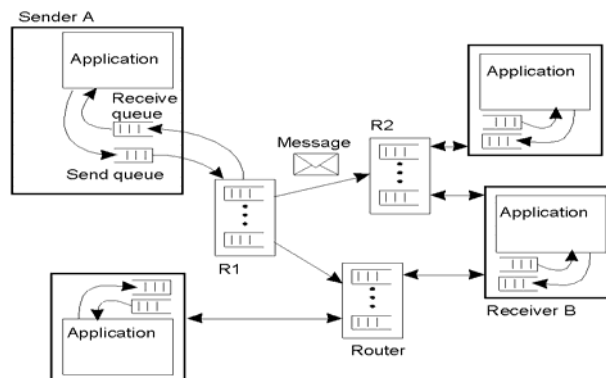 Sender A
Application
Receive
queue
Send queue
Message
R2
Application
R1
Application
Receiver B
Application
Router